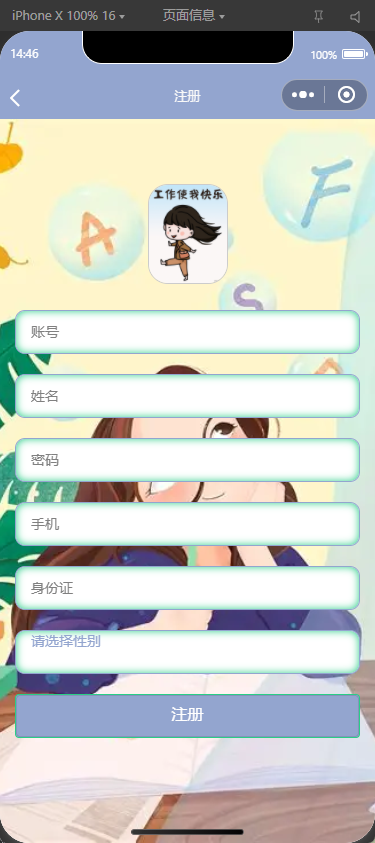 iPhone X 100% 16 页面信息
14:46 100%
注册
A
F
S
工作使我快乐
账号
姓名
密码
手机
身份证
请选择性别
注册